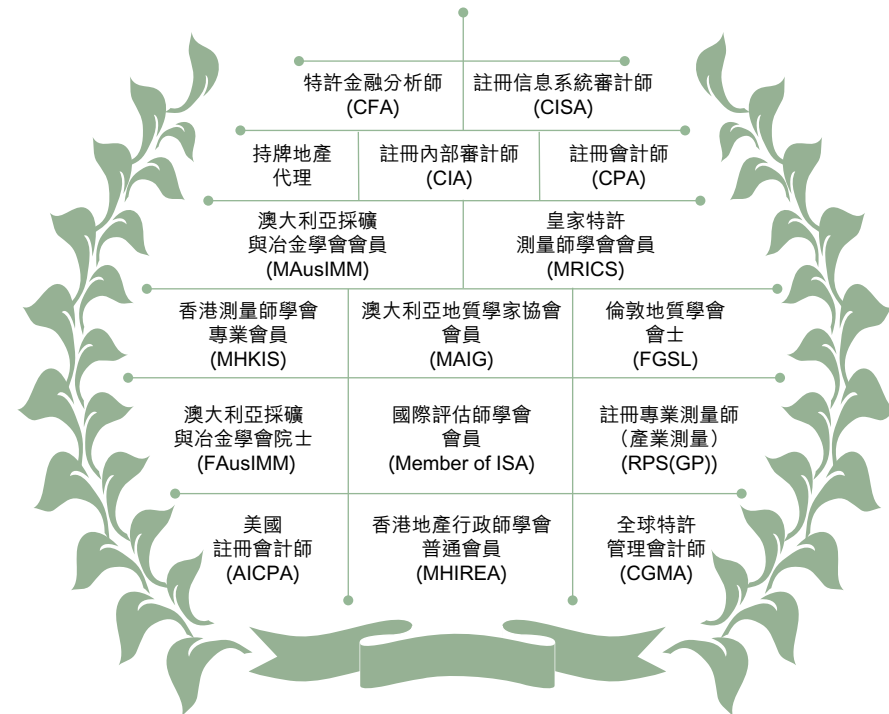 特許金融分析師
(CFA)
註冊信息系統審計師
(CISA)
持牌地產
代理
註冊內部審計師
(CIA)
註冊會計師
(CPA)
澳大利亞採礦
與冶金學會會員
(MAusIMM)
皇家特許
測量師學會會員
(MRICS)
香港測量師學會
專業會員
(MHKIS)
澳大利亞地質學家協會
會員
(MAIG)
倫敦地質學會
會士
(FGSL)
澳大利亞採礦
與冶金學會院士
(FAusIMM)
國際評估師學會
會員
(Member of ISA)
註冊專業測量師
（產業測量）
(RPS(GP))
美國
註冊會計師
(AICPA)
香港地產行政師學會
普通會員
(MHIREA)
全球特許
管理會計師
(CGMA)